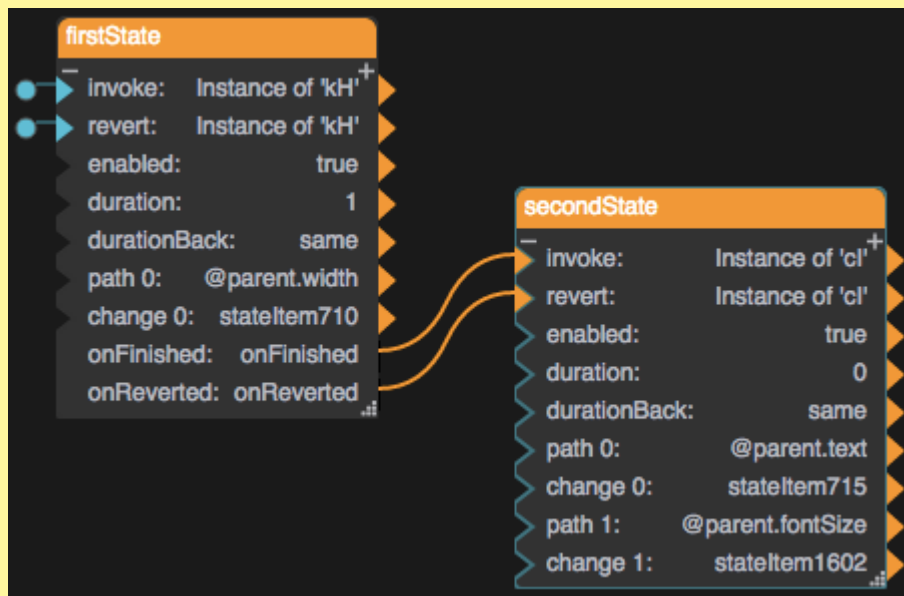 firstState
invoke: Instance of 'kH'
revert: Instance of 'kH'
enabled: true
duration: 1
durationBack: same
path 0: @parent.width
change 0: stateItem710
onFinished: onFinished
onReverted: onReverted
secondState
invoke: Instance of 'cl'
revert: Instance of 'cl'
enabled: true
duration: 0
durationBack: same
path 0: @parent.text
change 0: stateItem715
path 1: @parent.fontSize
change 1: stateItem1602